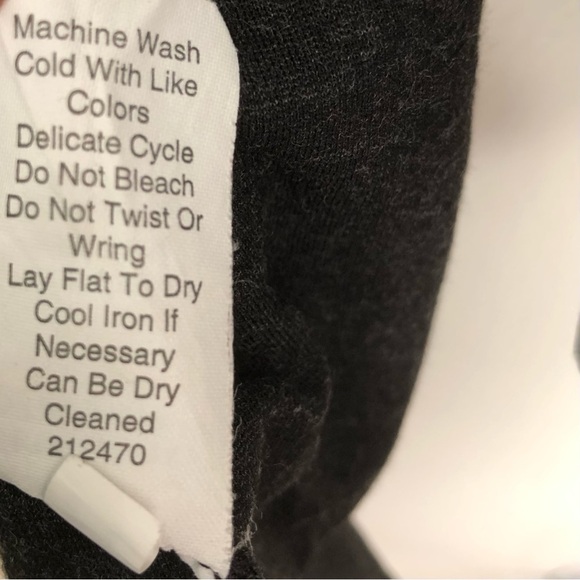 Machine Wash
Cold With Like
Colors
Delicate Cycle
Do Not Bleach
Do Not Twist Or
Wring
Lay Flat To Dry
Cool Iron If
Necessary
Can Be Dry
Cleaned
212470